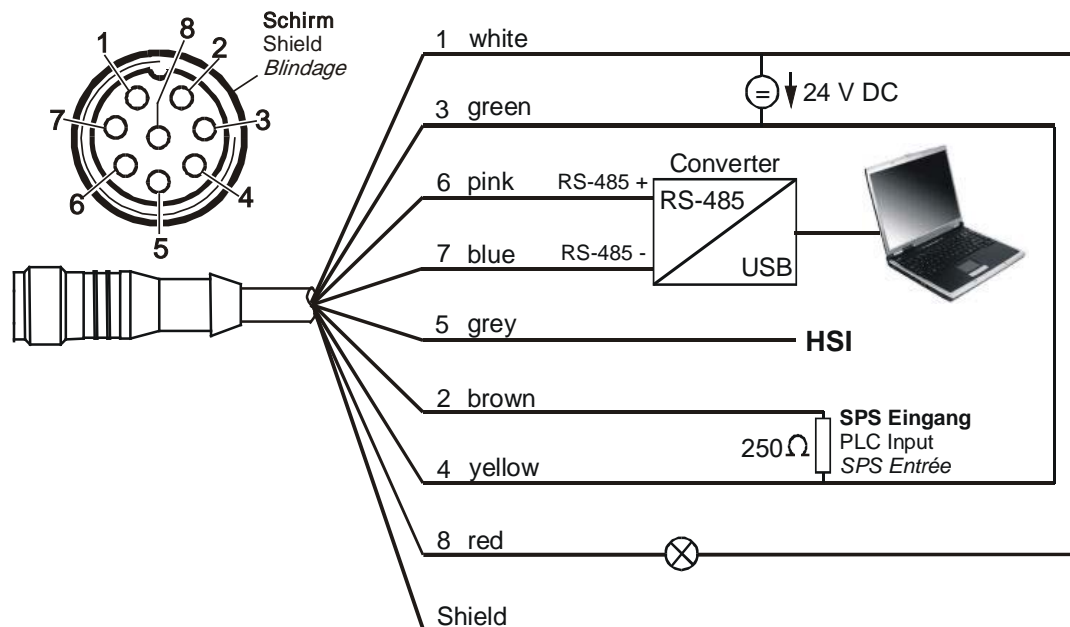 Schirm
Shield
Blindage
1
8
2
7
3
6
4
5
1 white
= 24 V DC
3 green
Converter
6 pink RS-485 +
RS-485
7 blue RS-485 -
USB
5 grey
HSI
2 brown
SPS Eingang
250Ω PLC Input
SPS Entrée
4 yellow
8 red
Shield